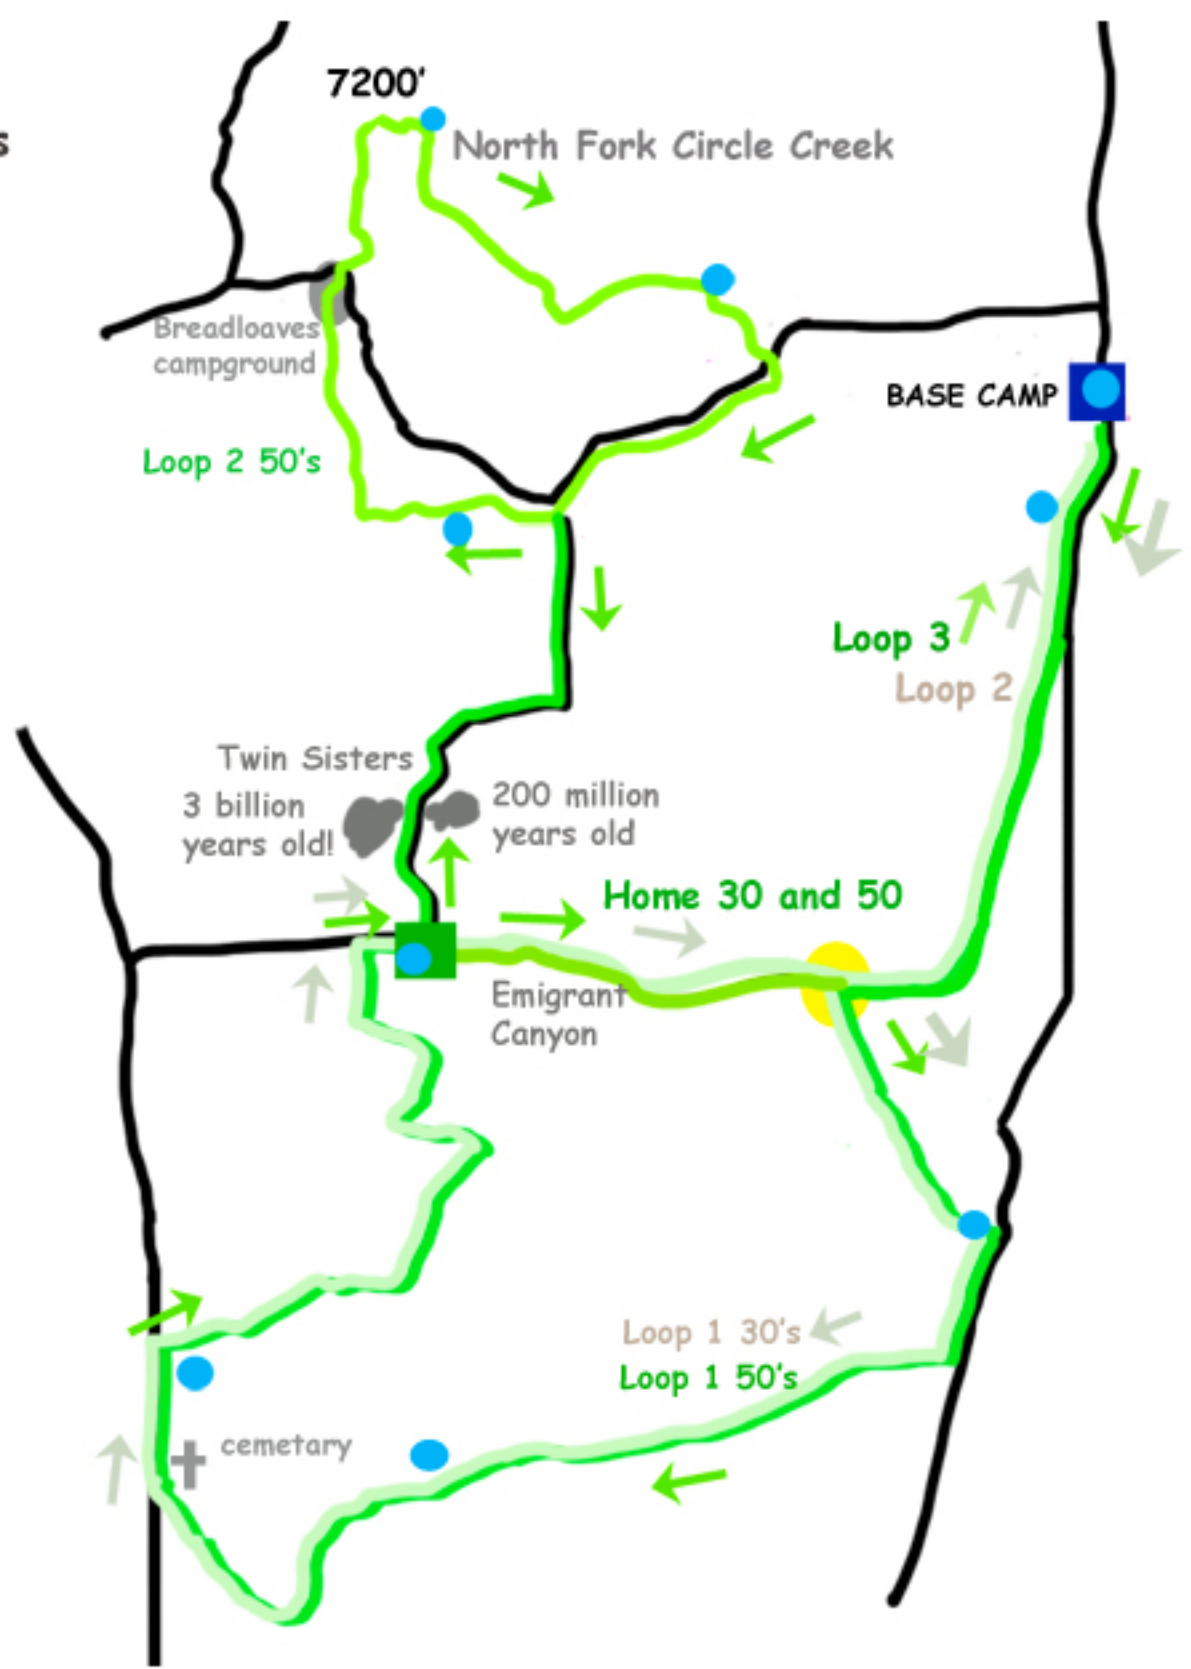 7200'
s
North Fork Circle Creek
Breadloaves
campground
BASE CAMP
Loop 2 50's
Loop 3
Loop 2
Twin Sisters
3 billion
years old!
200 million
years old
Home 30 and 50
Emigrant
Canyon
Loop 1 30's
Loop 1 50's
cemetary